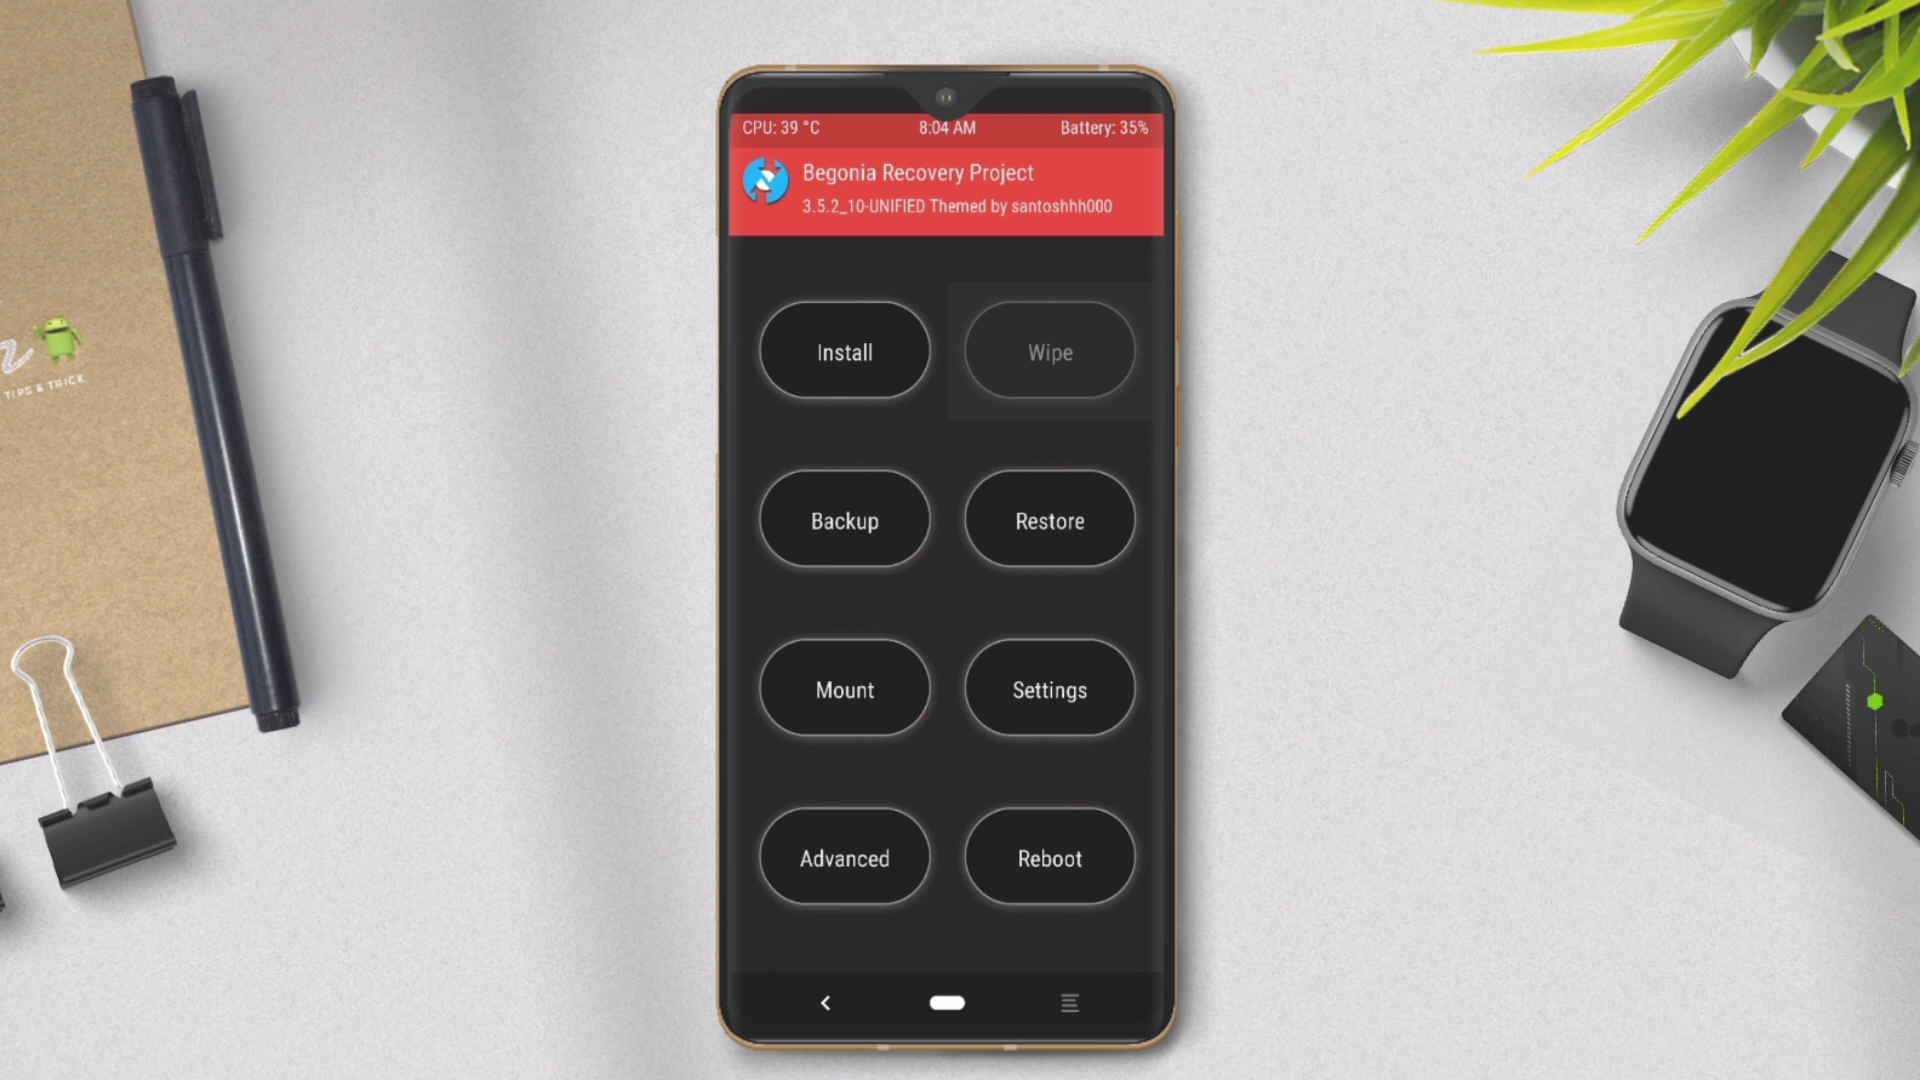 CPU: 39 °C 8:04 AM Battery: 35%
Begonia Recovery Project
3.5.2_10-UNIFIED Themed by santoshhh000
Install Wipe
Backup Restore
Mount Settings
Advanced Reboot
TIPS & TRICK